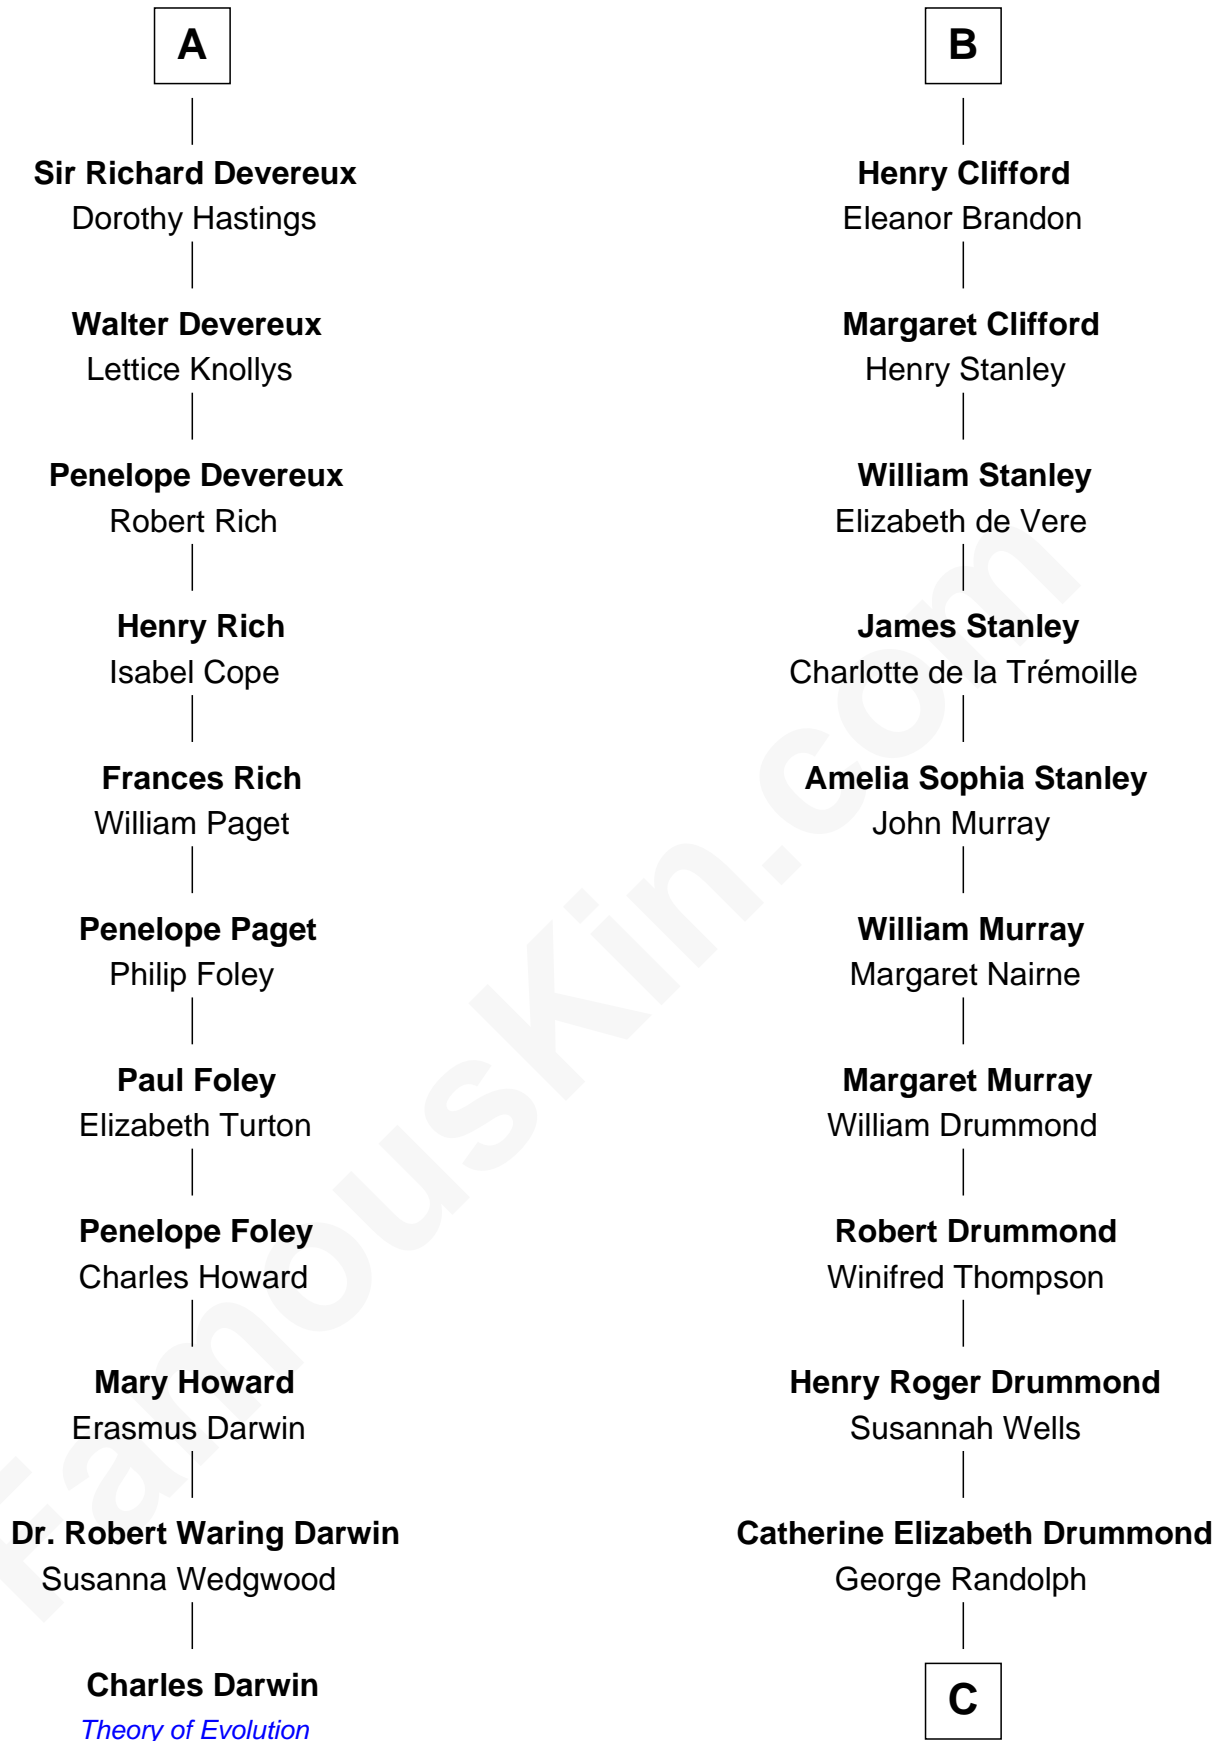 A
Sir Richard Devereux
Dorothy Hastings
Walter Devereux
Lettice Knollys
Penelope Devereux
Robert Rich
Henry Rich
Isabel Cope
Frances Rich
William Paget
Penelope Paget
Philip Foley
Paul Foley
Elizabeth Turton
Penelope Foley
Charles Howard
Mary Howard
Erasmus Darwin
Dr. Robert Waring Darwin
Susanna Wedgwood
Charles Darwin
Theory of Evolution
B
Henry Clifford
Eleanor Brandon
Margaret Clifford
Henry Stanley
William Stanley
Elizabeth de Vere
James Stanley
Charlotte de la Trémoille
Amelia Sophia Stanley
John Murray
William Murray
Margaret Nairne
Margaret Murray
William Drummond
Robert Drummond
Winifred Thompson
Henry Roger Drummond
Susannah Wells
Catherine Elizabeth Drummond
George Randolph
C
FamousKin.com